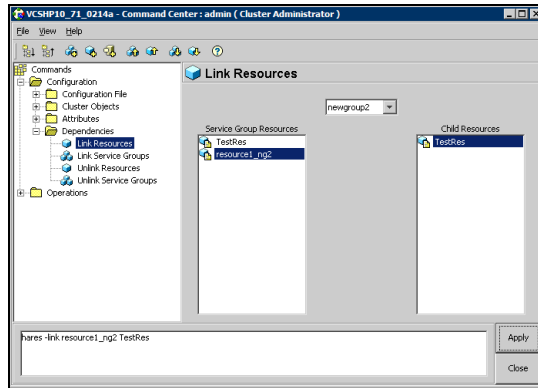 VCSHP10_71_0214a - Command Center : admin ( Cluster Administrator )
File View Help
Commands
Configuration
Configuration File
Cluster Objects
Attributes
Dependencies
Link Resources
Link Service Groups
Unlink Resources
Unlink Service Groups
Operations
Link Resources
newgroup2
Service Group Resources
TestRes
resource1_ng2
Child Resources
TestRes
hares -link resource1_ng2 TestRes
Apply
Close